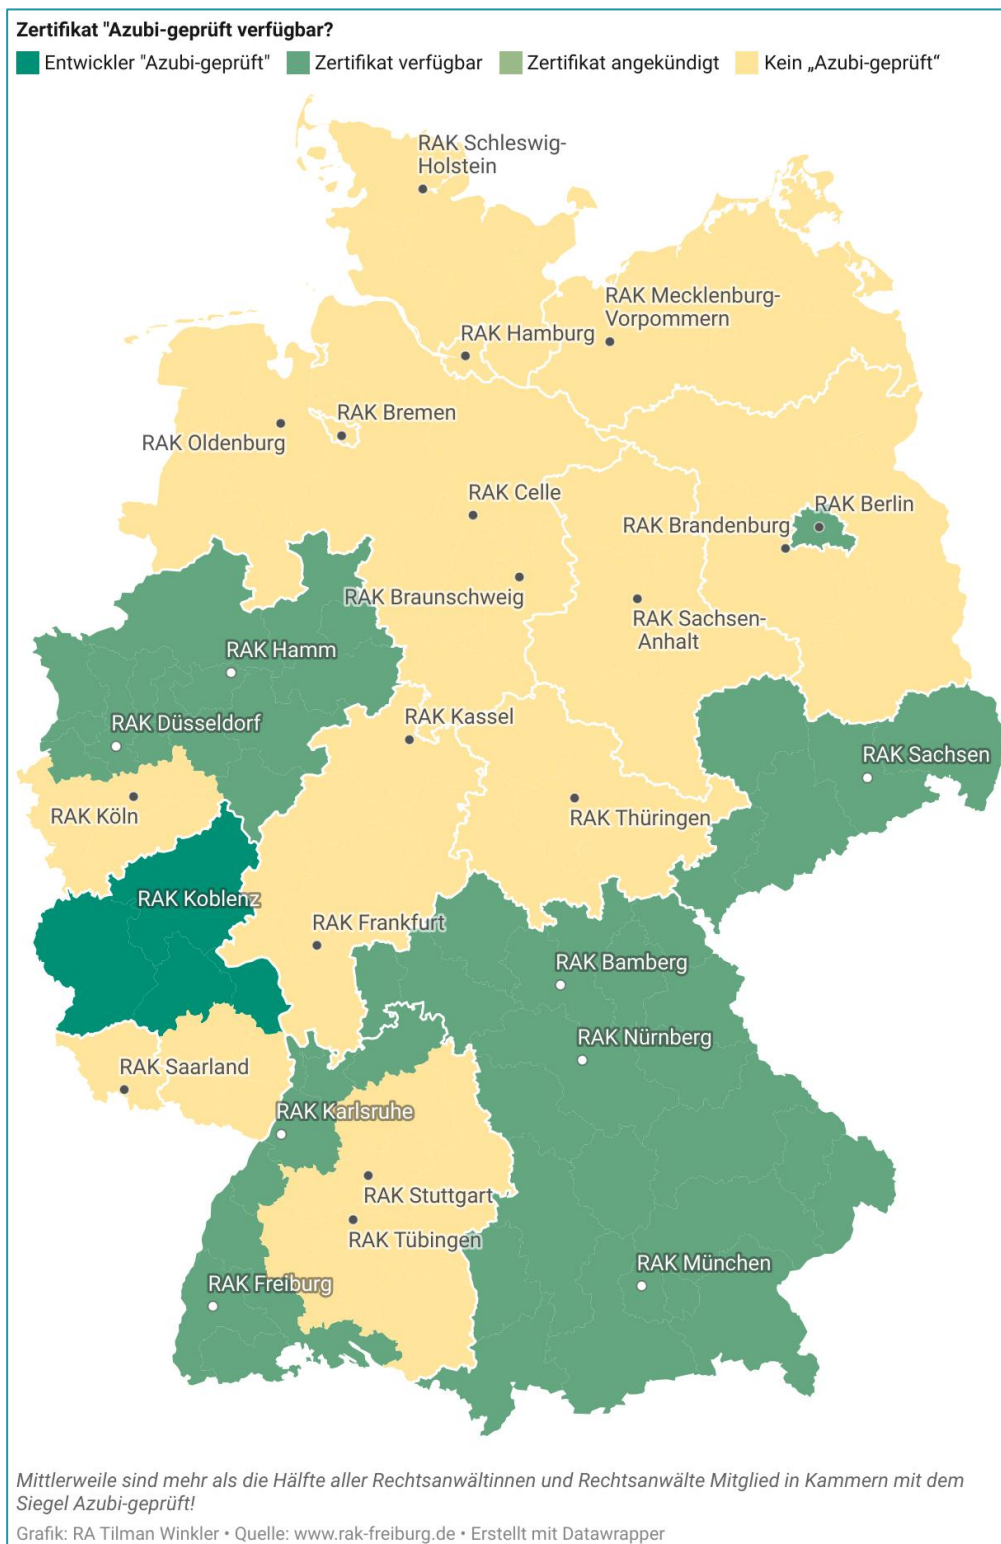 Zertifikat "Azubi-geprüft verfügbar?
Entwickler "Azubi-geprüft" Zertifikat verfügbar Zertifikat angekündigt Kein „Azubi-geprüft“
RAK Schleswig-
Holstein
RAK Mecklenburg-
Vorpommern
RAK Hamburg
RAK Bremen
RAK Oldenburg
RAK Celle
RAK Berlin
RAK Brandenburg
RAK Braunschweig
RAK Sachsen-
Anhalt
RAK Hamm
RAK Kassel
RAK Düsseldorf
RAK Sachsen
RAK Köln
RAK Thüringen
RAK Koblenz
RAK Frankfurt
RAK Bamberg
RAK Nürnberg
RAK Saarland
RAK Karlsruhe
RAK Stuttgart
RAK Tübingen
RAK München
RAK Freiburg
Mittlerweile sind mehr als die Hälfte aller Rechtsanwältinnen und Rechtsanwälte Mitglied in Kammern mit dem
Siegel Azubi-geprüft!
Grafik: RA Tilman Winkler • Quelle: www.rak-freiburg.de • Erstellt mit Datawrapper